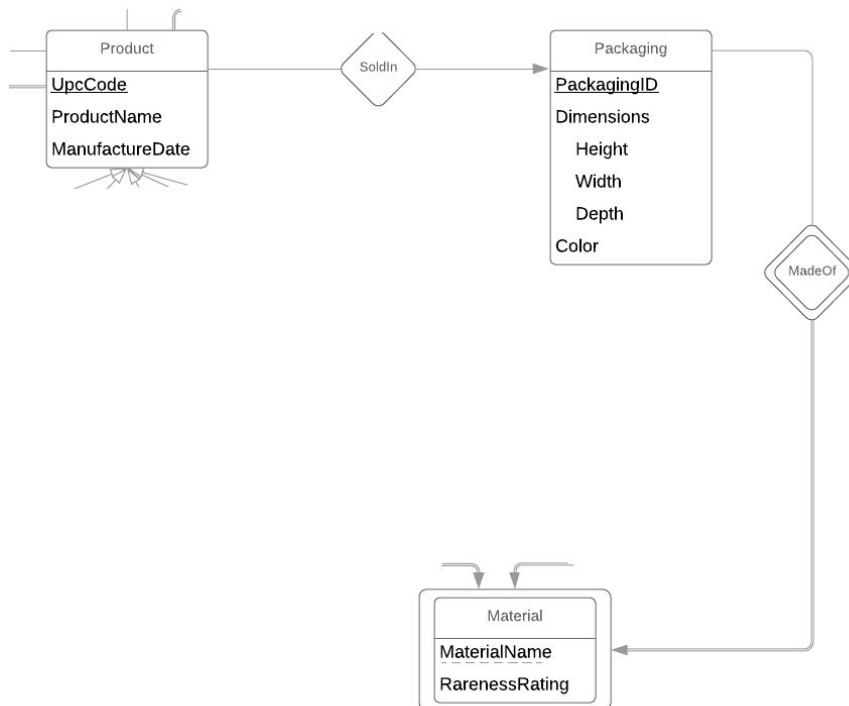 Product
UpcCode
ProductName
ManufactureDate
SoldIn
Packaging
PackagingID
Dimensions
Height
Width
Depth
Color
MadeOf
Material
MaterialName
RarenessRating